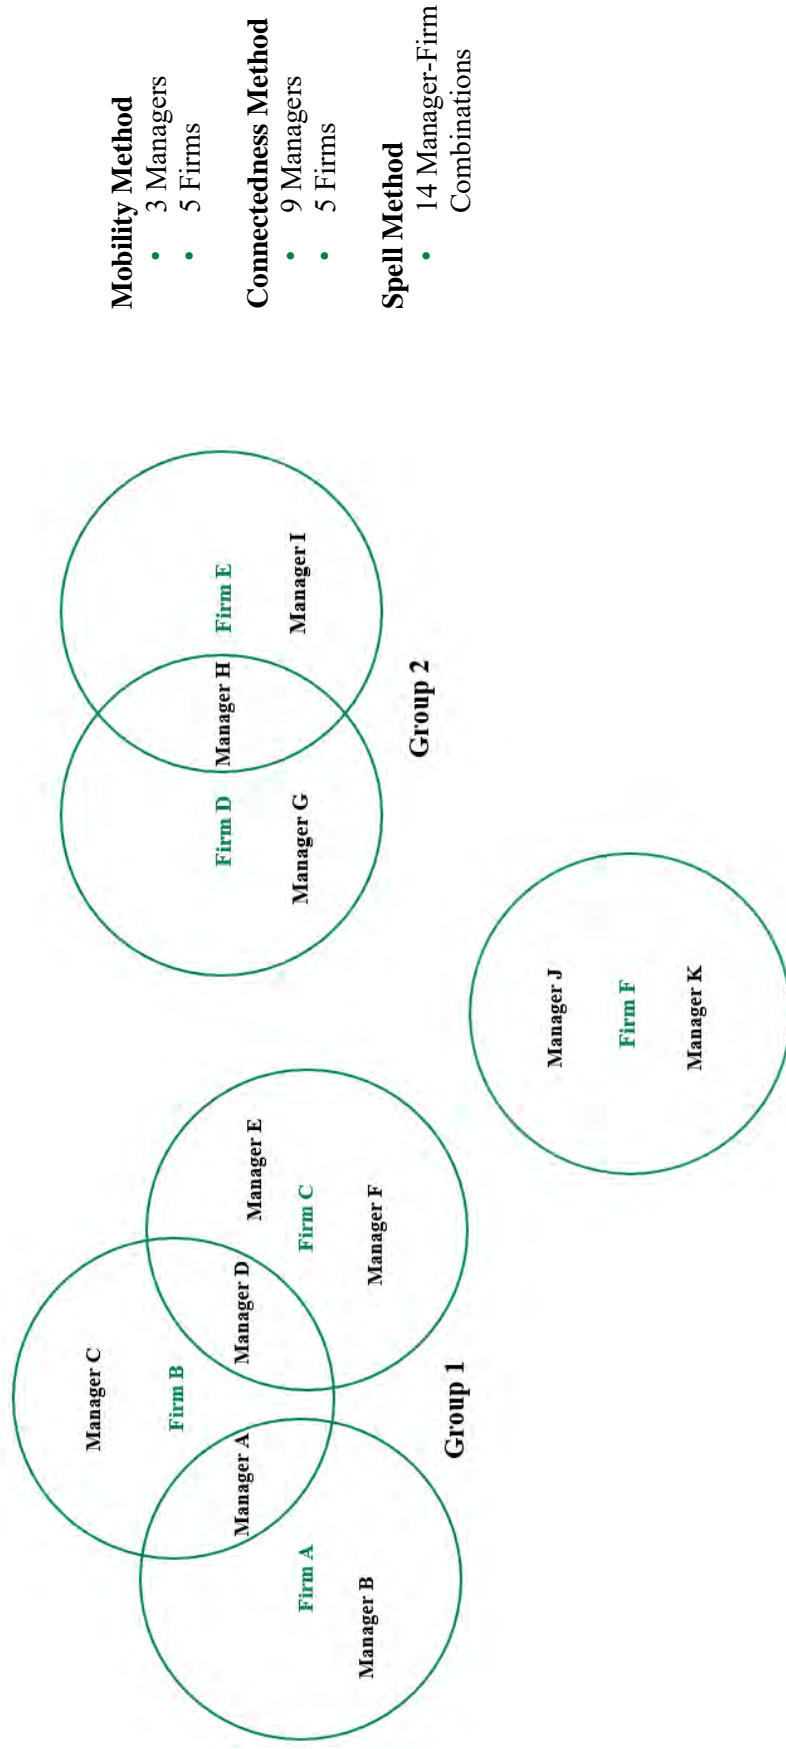 Manager C
Firm B
Manager A
Manager D
Manager E
Firm A
Firm C
Manager B
Manager F
Group 1
Firm D
Manager H
Firm E
Manager G
Manager I
Group 2
Manager J
Firm F
Manager K
Mobility Method
• 3 Managers
• 5 Firms
Connectedness Method
• 9 Managers
• 5 Firms
Spell Method
• 14 Manager-Firm
Combinations